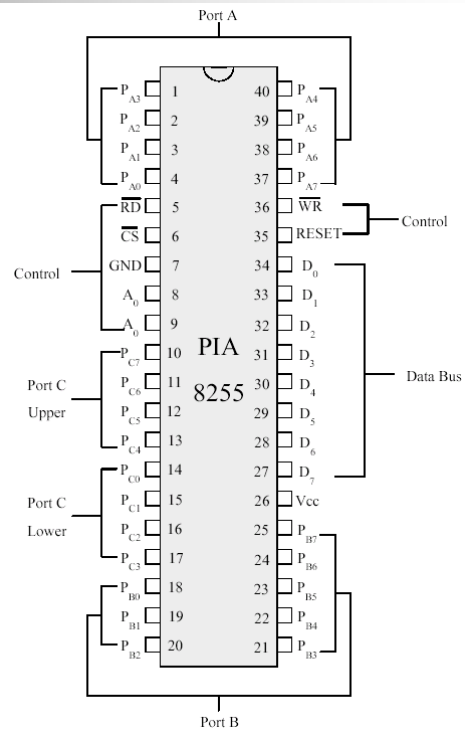 Port A
PA3 1 40 PA4
PA2 2 39 PA5
PA1 3 38 PA6
PA0 4 37 PA7
R̅D̅ 5 36 W̅R̅
C̅S̅ 6 35 RESET
Control
GND 7 34 D0
Control
A0 8 33 D1
A0 9 32 D2
PC7 10 PIA 31 D3
Port C
Upper
PC6 11 8255 30 D4
Data Bus
PC5 12 29 D5
PC4 13 28 D6
PC0 14 27 D7
Port C
Lower
PC1 15 26 Vcc
PC2 16 25 PB7
PC3 17 24 PB6
PB0 18 23 PB5
PB1 19 22 PB4
PB2 20 21 PB3
Port B